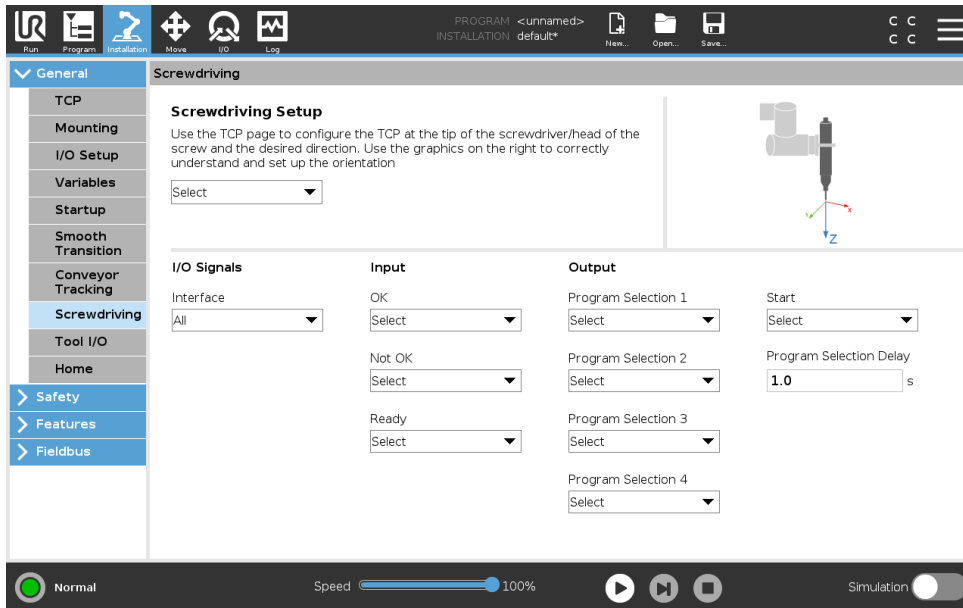 PROGRAM <unnamed>
INSTALLATION default*
UR
Run
Program
Installation
Move
I/O
Log
New...
Open...
Save...
C C
C C
General
TCP
Mounting
I/O Setup
Variables
Startup
Smooth
Transition
Conveyor
Tracking
Screwdriving
Tool I/O
Home
Safety
Features
Fieldbus
Screwdriving
Screwdriving Setup
Use the TCP page to configure the TCP at the tip of the screwdriver/head of the
screw and the desired direction. Use the graphics on the right to correctly
understand and set up the orientation
Select
X
Y
Z
I/O Signals
Interface
All
Input
OK
Select
Not OK
Select
Ready
Select
Output
Program Selection 1
Select
Program Selection 2
Select
Program Selection 3
Select
Program Selection 4
Select
Start
Select
Program Selection Delay
1.0 s
Normal
Speed 100%
Simulation